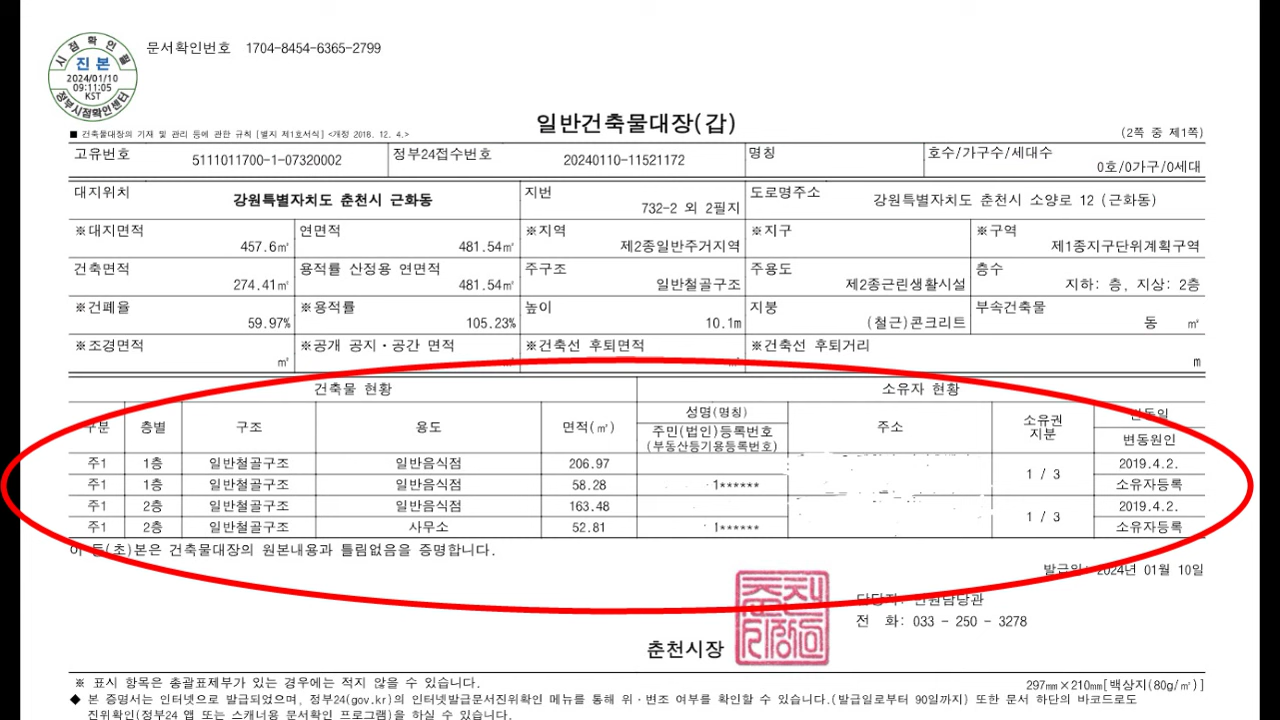 시점확인필
진본
2024/01/10
09:11:05
KST
정부시점확인센터
문서확인번호 1704-8454-6365-2799
일반건축물대장(갑)
■ 건축물대장의 기재 및 관리 등에 관한 규칙 [별지 제1호서식] <개정 2018. 12. 4.>
(2쪽 중 제1쪽)
고유번호 5111011700-1-07320002 정부24접수번호 20240110-11521172 명칭 호수/가구수/세대수 0호/0가구/0세대
대지위치 강원특별자치도 춘천시 근화동 지번 732-2 외 2필지 도로명주소 강원특별자치도 춘천시 소양로 12 (근화동)
※대지면적 457.6㎡ 연면적 481.54㎡ ※지역 제2종일반주거지역 ※지구 ※구역 제1종지구단위계획구역
건축면적 274.41㎡ 용적률 산정용 연면적 481.54㎡ 주구조 일반철골구조 주용도 제2종근린생활시설 층수 지하: 층, 지상: 2층
※건폐율 59.97% ※용적률 105.23% 높이 10.1m 지붕 (철근)콘크리트 부속건축물 동 ㎡
※조경면적 ㎡ ※공개 공지·공간 면적 ㎡ ※건축선 후퇴면적 ㎡ ※건축선 후퇴거리 m
건축물 현황 소유자 현황
구분 층별 구조 용도 면적(㎡) 성명(명칭) 주민(법인)등록번호 (부동산등기용등록번호) 주소 소유권 지분 변동일 변동원인
주1 1층 일반철골구조 일반음식점 206.97 1 / 3 2019.4.2.
주1 1층 일반철골구조 일반음식점 58.28 1****** 소유자등록
주1 2층 일반철골구조 일반음식점 163.48 1 / 3 2019.4.2.
주1 2층 일반철골구조 사무소 52.81 1****** 소유자등록
이 등(초)본은 건축물대장의 원본내용과 틀림없음을 증명합니다.
발급일: 2024년 01월 10일
담당자: 민원담당관
전 화: 033 - 250 - 3278
춘천시장
※ 표시 항목은 총괄표제부가 있는 경우에는 적지 않을 수 있습니다.
297㎜×210㎜[백상지(80g/㎡)]
◆ 본 증명서는 인터넷으로 발급되었으며, 정부24(gov.kr)의 인터넷발급문서진위확인 메뉴를 통해 위·변조 여부를 확인할 수 있습니다.(발급일로부터 90일까지) 또한 문서 하단의 바코드로도
진위확인(정부24 앱 또는 스캐너용 문서확인 프로그램)을 하실 수 있습니다.